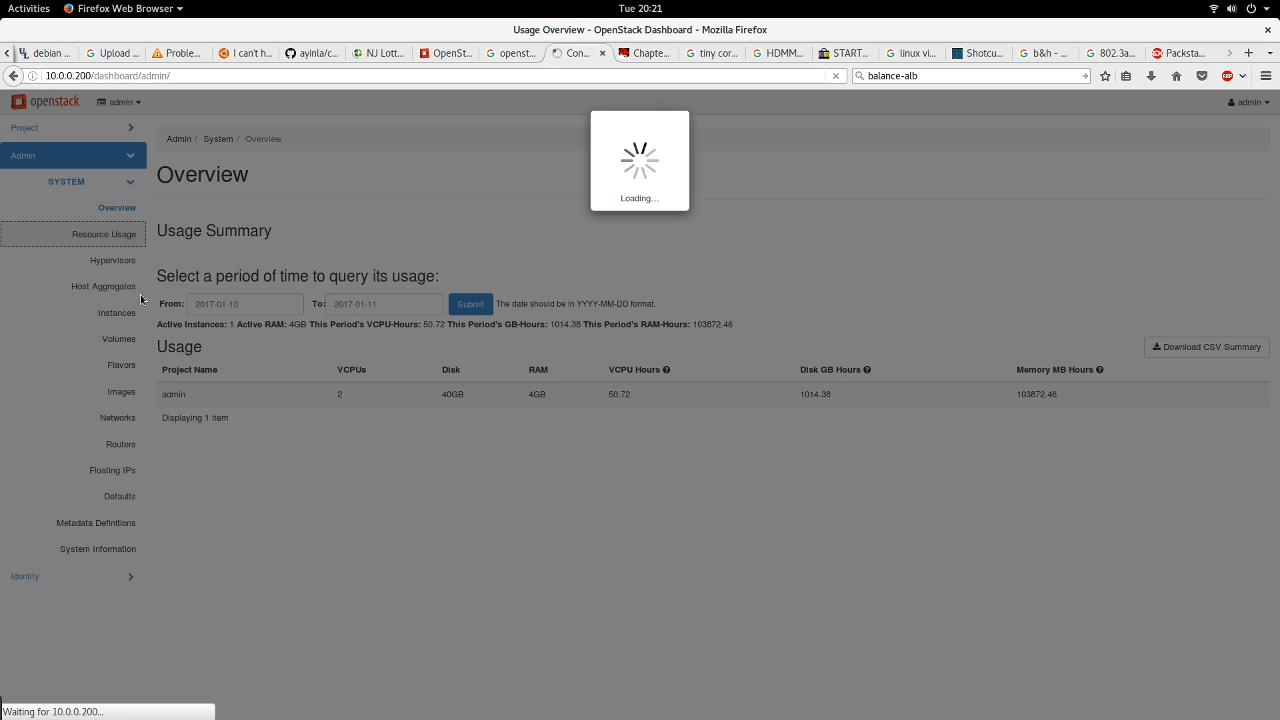 Activities Firefox Web Browser Tue 20:21
Usage Overview - OpenStack Dashboard - Mozilla Firefox
debian ... Upload ... Proble... I can't h... ayinla/c... NJ Lott... OpenSt... openst... Con... Chapte... tiny cor... HDMM... START... linux vi... Shotcu... b&h - ... 802.3a... Packsta...
10.0.0.200/dashboard/admin/ balance-alb
openstack admin admin
Project
Admin
SYSTEM
Overview
Resource Usage
Hypervisors
Host Aggregates
Instances
Volumes
Flavors
Images
Networks
Routers
Floating IPs
Defaults
Metadata Definitions
System Information
Identity
Admin / System / Overview
Overview
Loading...
Usage Summary
Select a period of time to query its usage:
From: 2017-01-10 To: 2017-01-11 Submit The date should be in YYYY-MM-DD format.
Active Instances: 1 Active RAM: 4GB This Period's VCPU-Hours: 50.72 This Period's GB-Hours: 1014.38 This Period's RAM-Hours: 103872.46
Usage Download CSV Summary
Project Name VCPUs Disk RAM VCPU Hours Disk GB Hours Memory MB Hours
admin 2 40GB 4GB 50.72 1014.38 103872.46
Displaying 1 item
Waiting for 10.0.0.200...